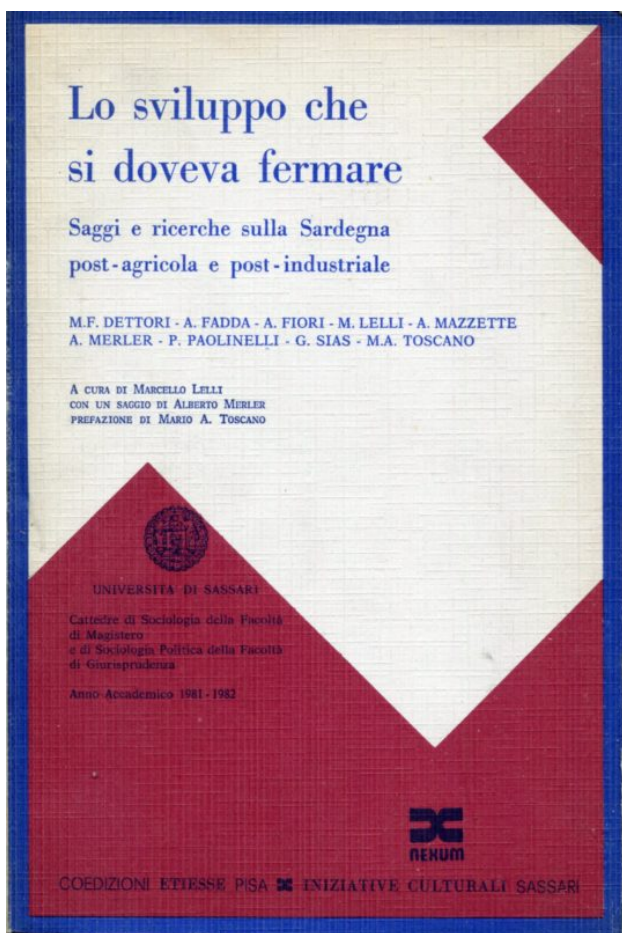 Lo sviluppo che
si doveva fermare
Saggi e ricerche sulla Sardegna
post-agricola e post-industriale
M.F. DETTORI - A. FADDA - A. FIORI - M. LELLI - A. MAZZETTE
A. MERLER - P. PAOLINELLI - G. SIAS - M.A. TOSCANO
A CURA DI MARCELLO LELLI
CON UN SAGGIO DI ALBERTO MERLER
PREFAZIONE DI MARIO A. TOSCANO
UNIVERSITÀ DI SASSARI
Cattedre di Sociologia della Facoltà
di Magistero
e di Sociologia Politica della Facoltà
di Giurisprudenza
Anno Accademico 1981-1982
NEXUM
COEDIZIONI ETIESSE PISA INIZIATIVE CULTURALI SASSARI